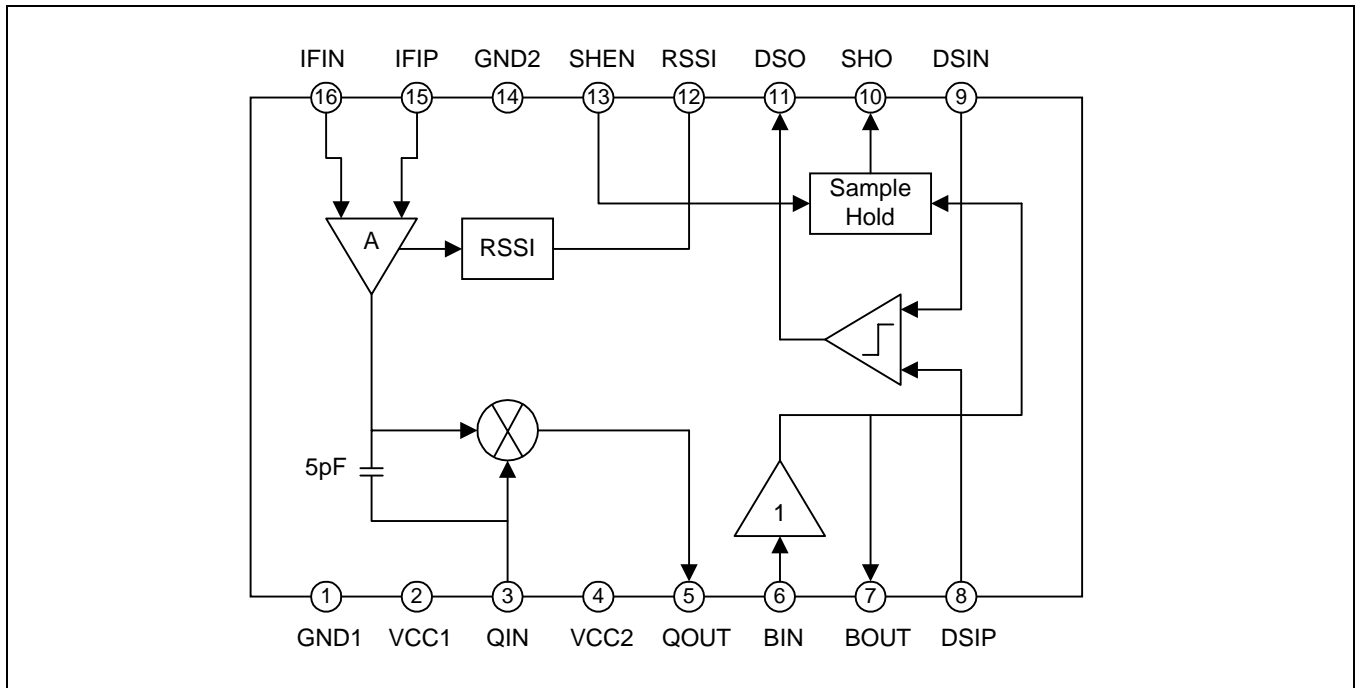 IFIN IFIP GND2 SHEN RSSI DSO SHO DSIN
16 15 14 13 12 11 10 9
Sample
Hold
A
RSSI
5pF
1
1 2 3 4 5 6 7 8
GND1 VCC1 QIN VCC2 QOUT BIN BOUT DSIP